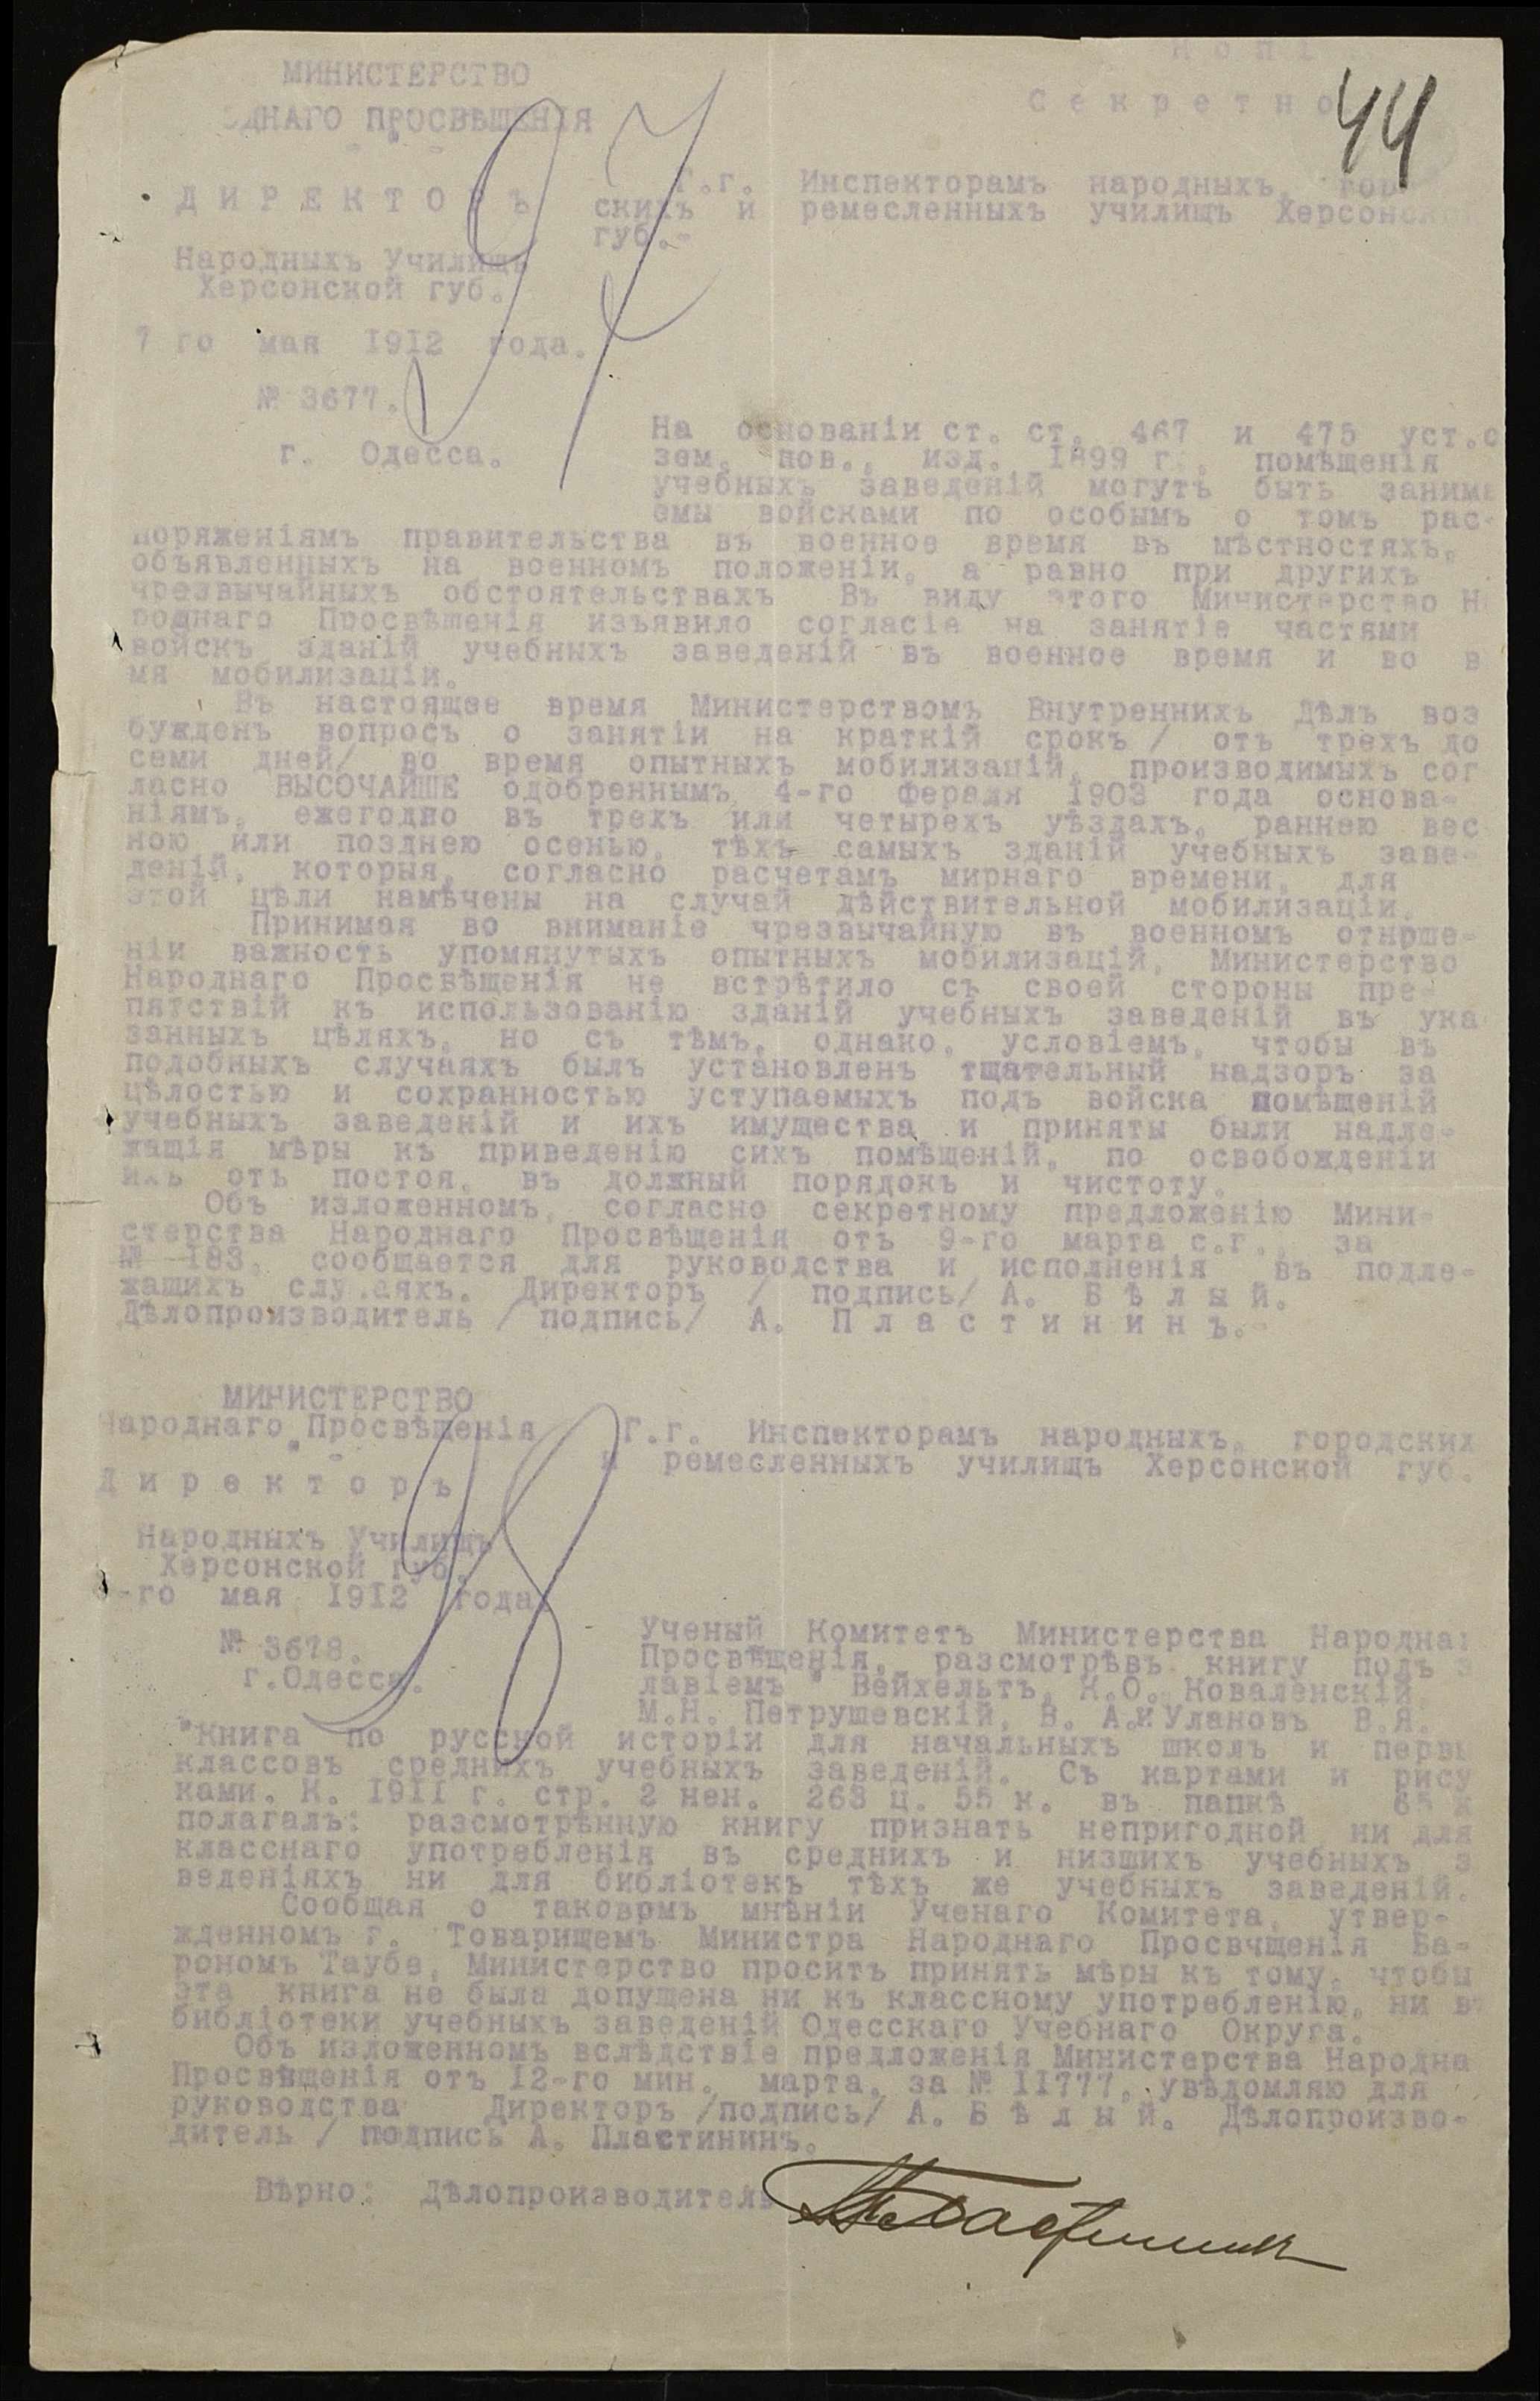 Копі
Секретно
44
МИНИСТЕРСТВО
ОДНАГО ПРОСВѢЩЕНІЯ
ДИРЕКТОРЪ
Народныхъ Училищъ
Херсонской губ.
7 го мая 1912 года.
№ 3677.
г. Одесса.
97
Г.г. Инспекторамъ народныхъ, гор
скихъ и ремесленныхъ училищъ Херсонской
губ.-
На основаніи ст. ст. 467 и 475 уст.о
зем. пов., изд. 1899 г., помѣщенія
учебныхъ заведеній могутъ быть занима
емы войсками по особымъ о томъ рас-
поряженіямъ правительства въ военное время въ мѣстностяхъ,
объявленныхъ на военномъ положеніи, а равно при другихъ
чрезвычайныхъ обстоятельствахъ Въ виду этого Министерство На
роднаго Просвѣщенія изъявило согласіе на занятіе частями
войскъ зданій учебныхъ заведеній въ военное время и во в
мя мобилизаціи.
Въ настоящее время Министерствомъ Внутреннихъ Дѣлъ воз
бужденъ вопросъ о занятіи на краткій срокъ / отъ трехъ до
семи дней/ во время опытныхъ мобилизацій, производимыхъ сог
ласно ВЫСОЧАЙШЕ одобреннымъ 4-го фераля 1903 года основа-
ніямъ, ежегодно въ трехъ или четырехъ уѣздахъ, раннею вес
ною или позднею осенью, тѣхъ самыхъ зданій учебныхъ заве-
деній, которыя, согласно расчетамъ мирнаго времени, для
этой цѣли намѣчены на случай дѣйствительной мобилизаціи.
Принимая во вниманіе чрезвычайную въ военномъ отнрше-
ніи важность упомянутыхъ опытныхъ мобилизацій, Министерство
Народнаго Просвѣщенія не встрѣтило съ своей стороны пре-
пятствій къ использованію зданій учебныхъ заведеній въ ука
занныхъ цѣляхъ, но съ тѣмъ, однако, условіемъ, чтобы въ
подобныхъ случаяхъ былъ установленъ тщательный надзоръ за
цѣлостью и сохранностью уступаемыхъ подъ войска помѣщеній
учебныхъ заведеній и ихъ имущества и приняты были надле-
жащія мѣры къ приведенію сихъ помѣщеній, по освобожденіи
ихъ отъ постоя, въ должный порядокъ и чистоту.
Объ изложенномъ, согласно секретному предложенію Мини-
стерства Народнаго Просвѣщенія отъ 9-го марта с.г., за
№ 183, сообщается для руководства и исполненія въ подле-
жащихъ случаяхъ. Директоръ / подпись/ А. Бѣлый.
Дѣлопроизводитель / подпись/ А. Пластининъ.-
МИНИСТЕРСТВО
Народнаго Просвѣщенія
Директоръ
Народныхъ Училищъ
Херсонской губ.
-го мая 1912 года
№ 3678.
г.Одесса.
98
Г.г. Инспекторамъ народныхъ, городских
и ремесленныхъ училищъ Херсонской губ.
Ученый Комитетъ Министерства Народна
Просвѣщенія, разсмотрѣвъ книгу подъ з
лавіемъ " Вейхельтъ, К.О. Коваленскій
М.Н. Петрушевскій, В. А.и Улановъ В.Я.
"Книга по русской исторіи для начальныхъ школъ и первы
классовъ среднихъ учебныхъ заведеній. Съ картами и рису
ками. К. 1911 г. стр. 2 нен. 263 ц. 55 к. въ папкѣ 65 к
полагалъ: разсмотрѣнную книгу признать непригодной ни для
класснаго употребленія въ среднихъ и низшихъ учебныхъ з
веденіяхъ ни для библіотекъ тѣхъ же учебныхъ заведеній.
Сообщая о таковрмъ мнѣніи Ученаго Комитета, утвер-
жденномъ г. Товарищемъ Министра Народнаго Просвчщенія Ба-
рономъ Таубе, Министерство проситъ принять мѣры къ тому, чтобы
эта книга не была допущена ни къ классному употребленію, ни въ
библіотеки учебныхъ заведеній Одесскаго Учебнаго Округа.
Объ изложенномъ вслѣдствіе предложенія Министерства Народна
Просвѣщенія отъ 12-го мин. марта, за № 11777, увѣдомляю для
руководства Директоръ /подпись/ А. Бѣлый. Дѣлопроизво-
дитель / подпись А. Пластининъ.
Вѣрно: Дѣлопроизводитель